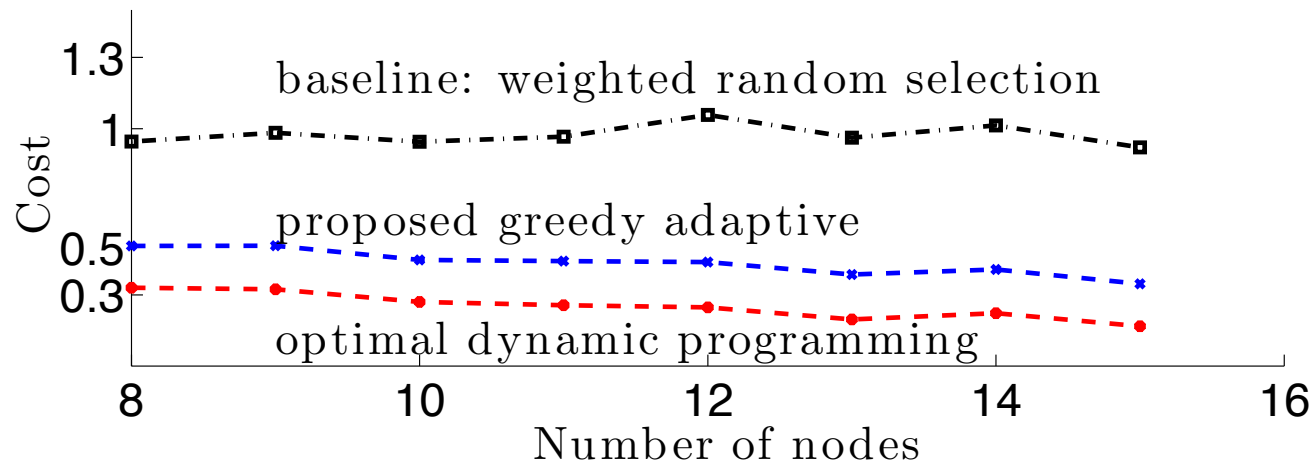 1.3
baseline: weighted random selection
1
Cost
proposed greedy adaptive
0.5
0.3
optimal dynamic programming
8 10 12 14 16
Number of nodes